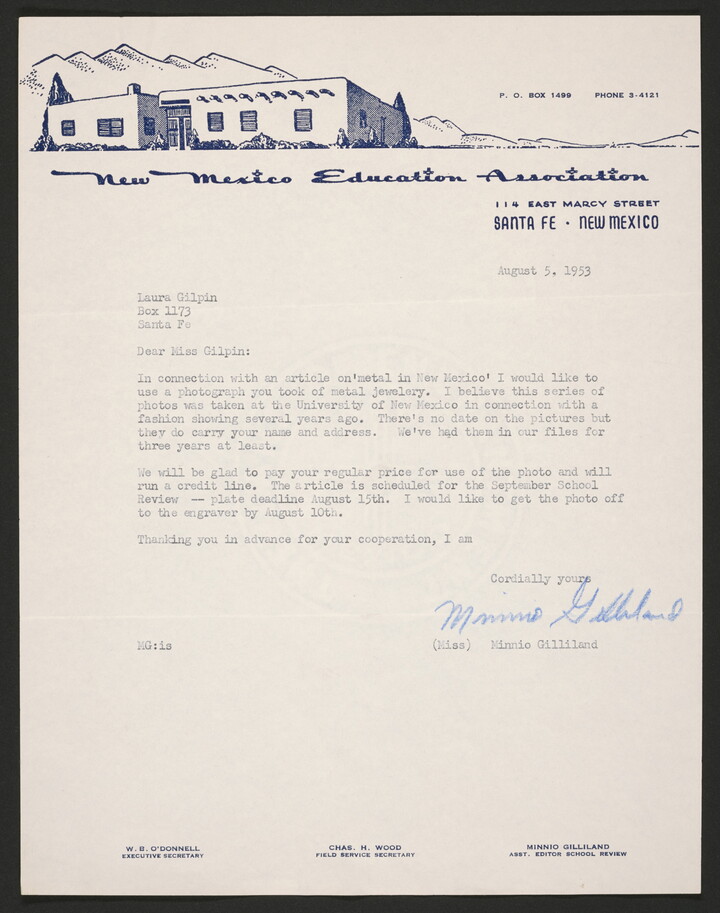 P. O. BOX 1499 PHONE 3-4121
New Mexico Education Association
114 EAST MARCY STREET
SANTA FE · NEW MEXICO
August 5, 1953
Laura Gilpin
Box 1173
Santa Fe
Dear Miss Gilpin:
In connection with an article on'metal in New Mexico' I would like to
use a photograph you took of metal jewelery. I believe this series of
photos was taken at the University of New Mexico in connection with a
fashion showing several years ago. There's no date on the pictures but
they do carry your name and address. We've had them in our files for
three years at least.
We will be glad to pay your regular price for use of the photo and will
run a credit line. The article is scheduled for the September School
Review -- plate deadline August 15th. I would like to get the photo off
to the engraver by August 10th.
Thanking you in advance for your cooperation, I am
Cordially yours
Minnio Gilliland
MG:is (Miss) Minnio Gilliland
W. B. O'DONNELL CHAS. H. WOOD MINNIO GILLILAND
EXECUTIVE SECRETARY FIELD SERVICE SECRETARY ASST. EDITOR SCHOOL REVIEW